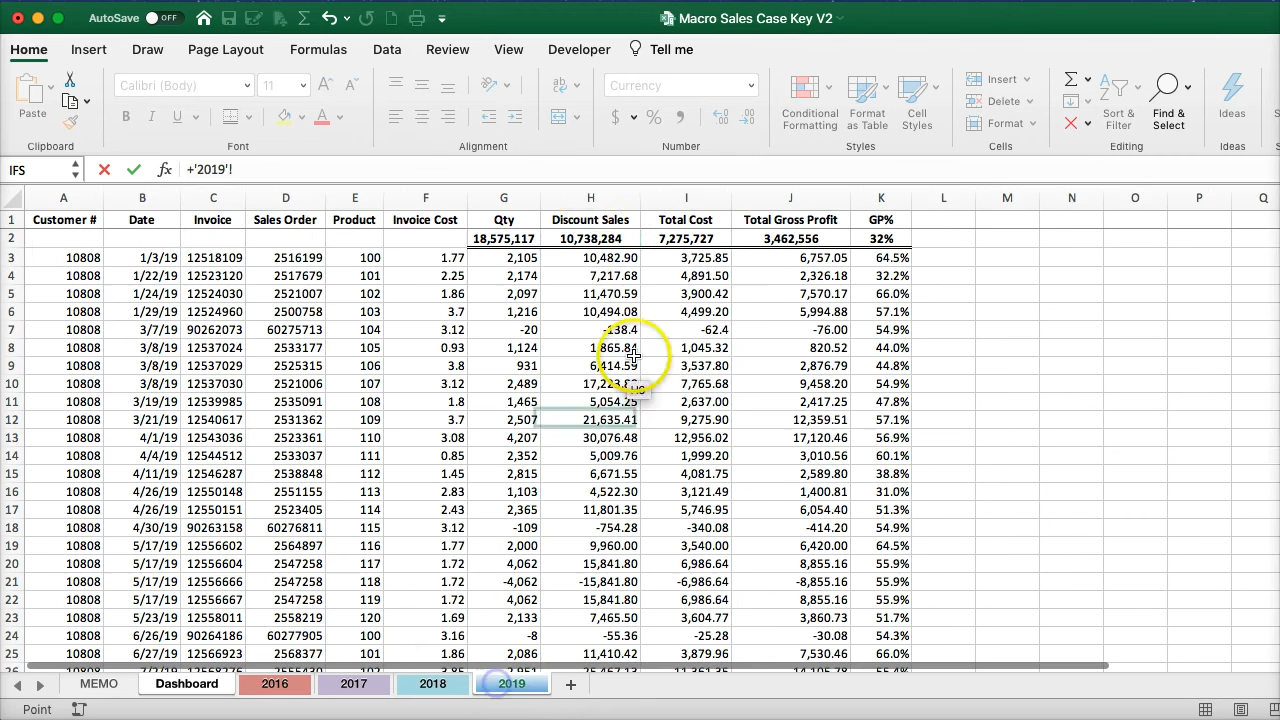 AutoSave OFF Macro Sales Case Key V2
Home Insert Draw Page Layout Formulas Data Review View Developer Tell me
Calibri (Body) 11 Currency Insert
Paste Conditional Formatting Format as Table Cell Styles Delete Sort & Filter Find & Select Ideas
Format
Clipboard Font Alignment Number Styles Cells Editing Ideas
IFS fx +'2019'!
A B C D E F G H I J K L M N O P Q
1 Customer # Date Invoice Sales Order Product Invoice Cost Qty Discount Sales Total Cost Total Gross Profit GP%
2 18,575,117 10,738,284 7,275,727 3,462,556 32%
3 10808 1/3/19 12518109 2516199 100 1.77 2,105 10,482.90 3,725.85 6,757.05 64.5%
4 10808 1/22/19 12523120 2517679 101 2.25 2,174 7,217.68 4,891.50 2,326.18 32.2%
5 10808 1/24/19 12524030 2521007 102 1.86 2,097 11,470.59 3,900.42 7,570.17 66.0%
6 10808 1/29/19 12524960 2500758 103 3.7 1,216 10,494.08 4,499.20 5,994.88 57.1%
7 10808 3/7/19 90262073 60275713 104 3.12 -20 -138.4 -62.4 -76.00 54.9%
8 10808 3/8/19 12537024 2533177 105 0.93 1,124 1,865.84 1,045.32 820.52 44.0%
9 10808 3/8/19 12537029 2525315 106 3.8 931 6,414.59 3,537.80 2,876.79 44.8%
10 10808 3/8/19 12537030 2521006 107 3.12 2,489 7,765.68 9,458.20 54.9%
11 10808 3/19/19 12539985 2535091 108 1.8 1,465 5,054.25 2,637.00 2,417.25 47.8%
12 10808 3/21/19 12540617 2531362 109 3.7 2,507 21,635.41 9,275.90 12,359.51 57.1%
13 10808 4/1/19 12543036 2523361 110 3.08 4,207 30,076.48 12,956.02 17,120.46 56.9%
14 10808 4/4/19 12544512 2533037 111 0.85 2,352 5,009.76 1,999.20 3,010.56 60.1%
15 10808 4/11/19 12546287 2538848 112 1.45 2,815 6,671.55 4,081.75 2,589.80 38.8%
16 10808 4/26/19 12550148 2551155 113 2.83 1,103 4,522.30 3,121.49 1,400.81 31.0%
17 10808 4/26/19 12550151 2540595 114 2.43 2,365 11,801.35 5,746.95 6,054.40 51.3%
18 10808 4/30/19 90263158 60276811 115 3.12 -109 -754.28 -340.08 -414.20 54.9%
19 10808 5/17/19 12556602 2564897 116 1.77 2,000 9,960.00 3,540.00 6,420.00 64.5%
20 10808 5/17/19 12556604 2547258 117 1.72 4,062 15,841.80 6,986.64 8,855.16 55.9%
21 10808 5/17/19 12556666 2547258 118 1.72 -4,062 -15,841.80 -6,986.64 -8,855.16 55.9%
22 10808 5/17/19 12556667 2547258 119 1.72 4,062 15,841.80 6,986.64 8,855.16 55.9%
23 10808 5/23/19 12558011 2558219 120 1.69 2,133 7,465.50 3,604.77 3,860.73 51.7%
24 10808 6/26/19 90264186 60277905 100 3.16 -8 -55.36 -25.28 -30.08 54.3%
25 10808 6/27/19 12566923 2568377 101 1.86 2,086 11,410.42 3,879.96 7,530.46 66.0%
MEMO Dashboard 2016 2017 2018 2019
Point